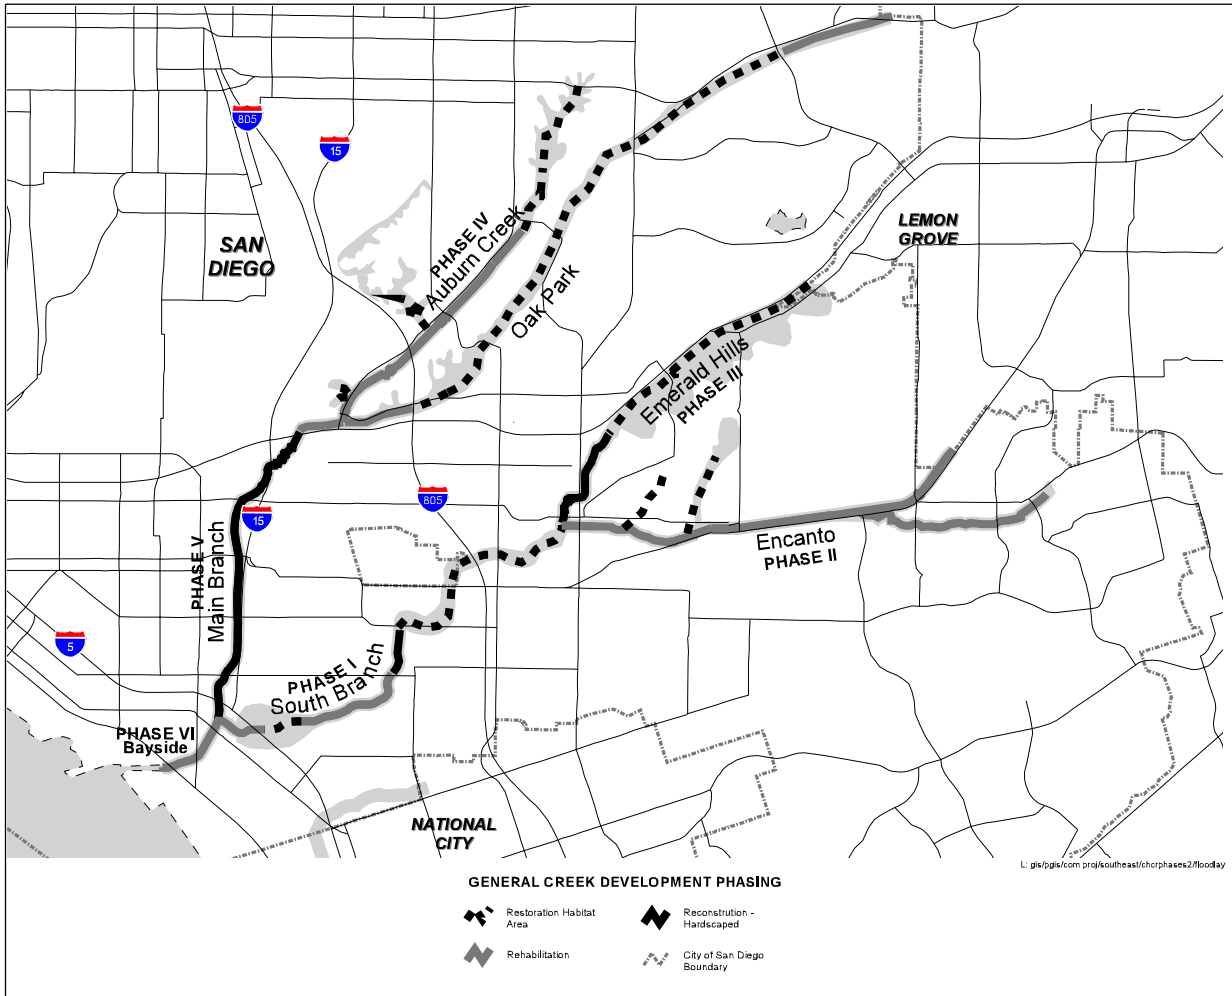 805
15
SAN
DIEGO
PHASE IV
Auburn Creek
Oak Park
LEMON
GROVE
Emerald Hills
PHASE III
805
15
PHASE V
Main Branch
Encanto
PHASE II
5
PHASE I
South Branch
PHASE VI
Bayside
NATIONAL
CITY
L: gis/pgis/com proj/southeast/chcrphases2/floodlay
GENERAL CREEK DEVELOPMENT PHASING
Restoration Habitat
Area
Reconstrution -
Hardscaped
Rehabilitation
City of San Diego
Boundary